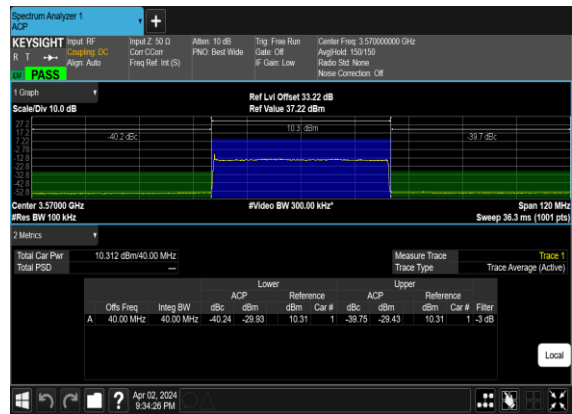 Spectrum Analyzer 1
ACP
+
KEYSIGHT Input: RF Input Z: 50 Ω Atten: 10 dB Trig: Free Run Center Freq: 3.570000000 GHz
R T Coupling: DC Corr CCorr PNO: Best Wide Gate: Off Avg|Hold: 150/150
Align: Auto Freq Ref: Int (S) IF Gain: Low Radio Std: None
LXI PASS Noise Correction: Off
1 Graph
Ref Lvl Offset 33.22 dB
Scale/Div 10.0 dB Ref Value 37.22 dBm
27.2
17.2 10.3 dBm
7.22 -40.2 dBc -39.7 dBc
-2.78
-12.8
-22.8
-32.8
-42.8
-52.8
Center 3.57000 GHz #Video BW 300.00 kHz* Span 120 MHz
#Res BW 100 kHz Sweep 36.3 ms (1001 pts)
2 Metrics
Total Car Pwr 10.312 dBm/40.00 MHz Measure Trace Trace 1
Total PSD --- Trace Type Trace Average (Active)
Lower Upper
ACP Reference ACP Reference
Offs Freq Integ BW dBc dBm dBm Car # dBc dBm dBm Car # Filter
A 40.00 MHz 40.00 MHz -40.24 -29.93 10.31 1 -39.75 -29.43 10.31 1 -3 dB
Local
? Apr 02, 2024
9:34:26 PM